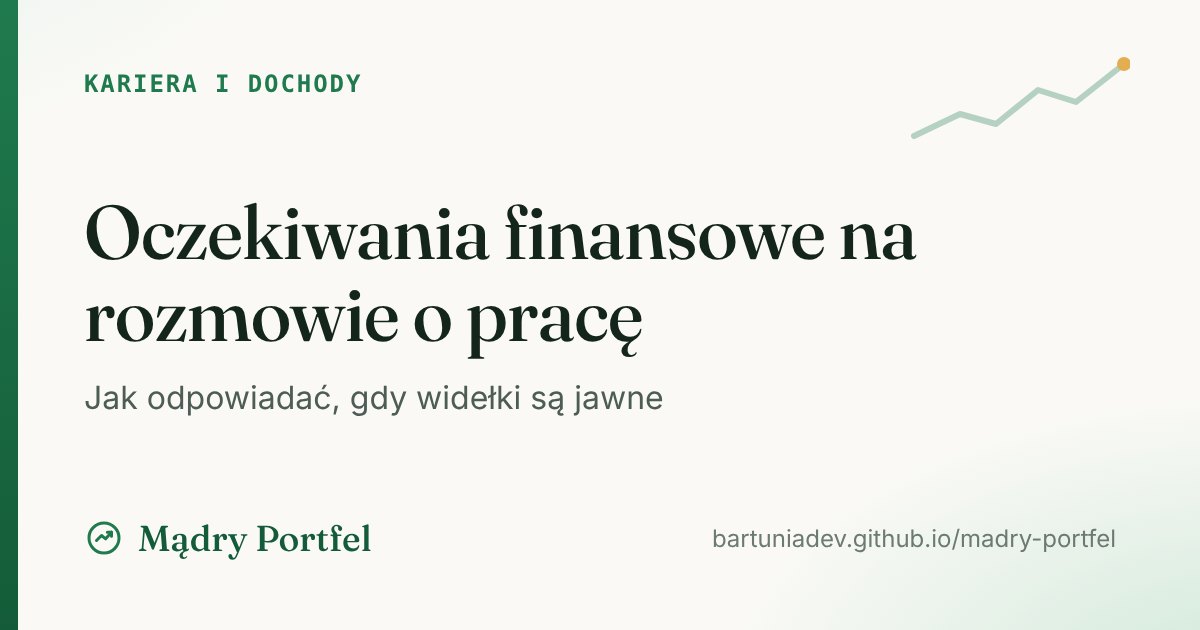 KARIERA I DOCHODY
Oczekiwania finansowe na
rozmowie o pracę
Jak odpowiadać, gdy widełki są jawne
Mądry Portfel
bartuniadev.github.io/madry-portfel